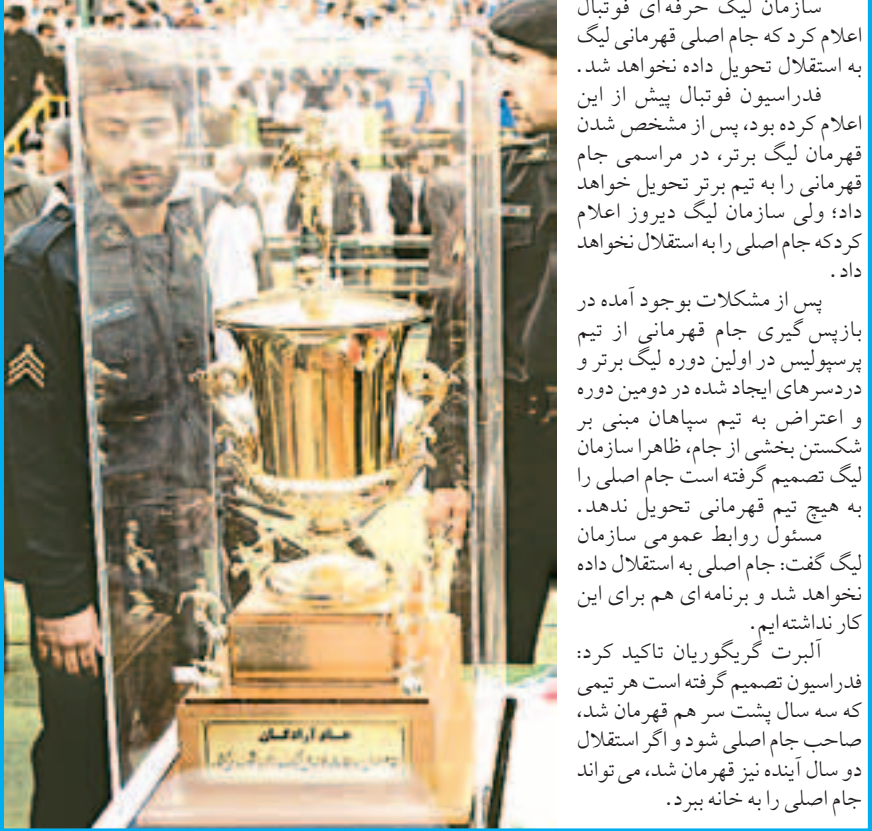 سازمان لیگ حرفه ای فوتبال
اعلام کرد که جام اصلی قهرمانی لیگ
به استقلال تحویل داده نخواهد شد.
فدراسیون فوتبال پیش از این
اعلام کرده بود، پس از مشخص شدن
قهرمان لیگ برتر، در مراسمی جام
قهرمانی را به تیم برتر تحویل خواهد
داد؛ ولی سازمان لیگ دیروز اعلام
کردکه جام اصلی را به استقلال نخواهد
داد.
پس از مشکلات بوجود آمده در
بازپس گیری جام قهرمانی از تیم
پرسپولیس در اولین دوره لیگ برتر و
دردسرهای ایجاد شده در دومین دوره
و اعتراض به تیم سپاهان مبنی بر
شکستن بخشی از جام، ظاهرا سازمان
لیگ تصمیم گرفته است جام اصلی را
به هیچ تیم قهرمانی تحویل ندهد.
مسئول روابط عمومی سازمان
لیگ گفت: جام اصلی به استقلال داده
نخواهد شد و برنامه ای هم برای این
کار نداشته ایم.
آلبرت گریگوریان تاکید کرد:
فدراسیون تصمیم گرفته است هر تیمی
که سه سال پشت سر هم قهرمان شد،
صاحب جام اصلی شود و اگر استقلال
دو سال آینده نیز قهرمان شد، می تواند
جام اصلی را به خانه ببرد.
جام آزادگان